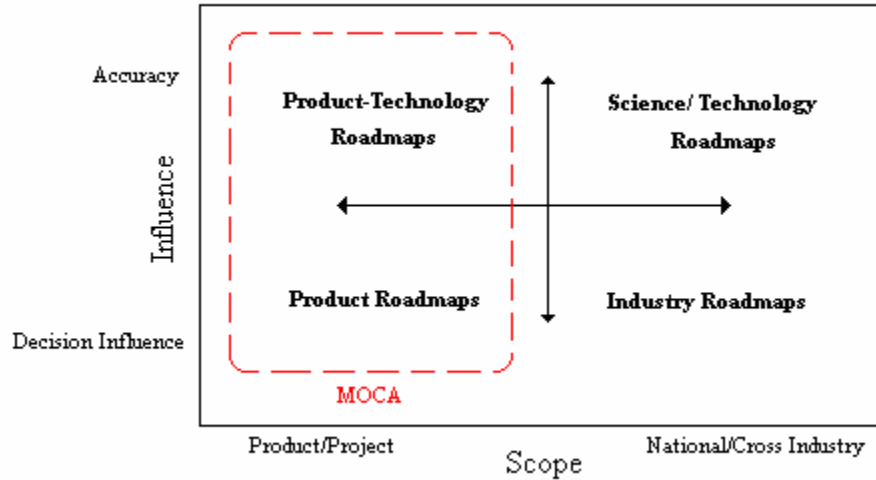 Accuracy
Product-Technology
Roadmaps
Science/ Technology
Roadmaps
Influence
Product Roadmaps
Industry Roadmaps
Decision Influence
MOCA
Product/Project
National/Cross Industry
Scope